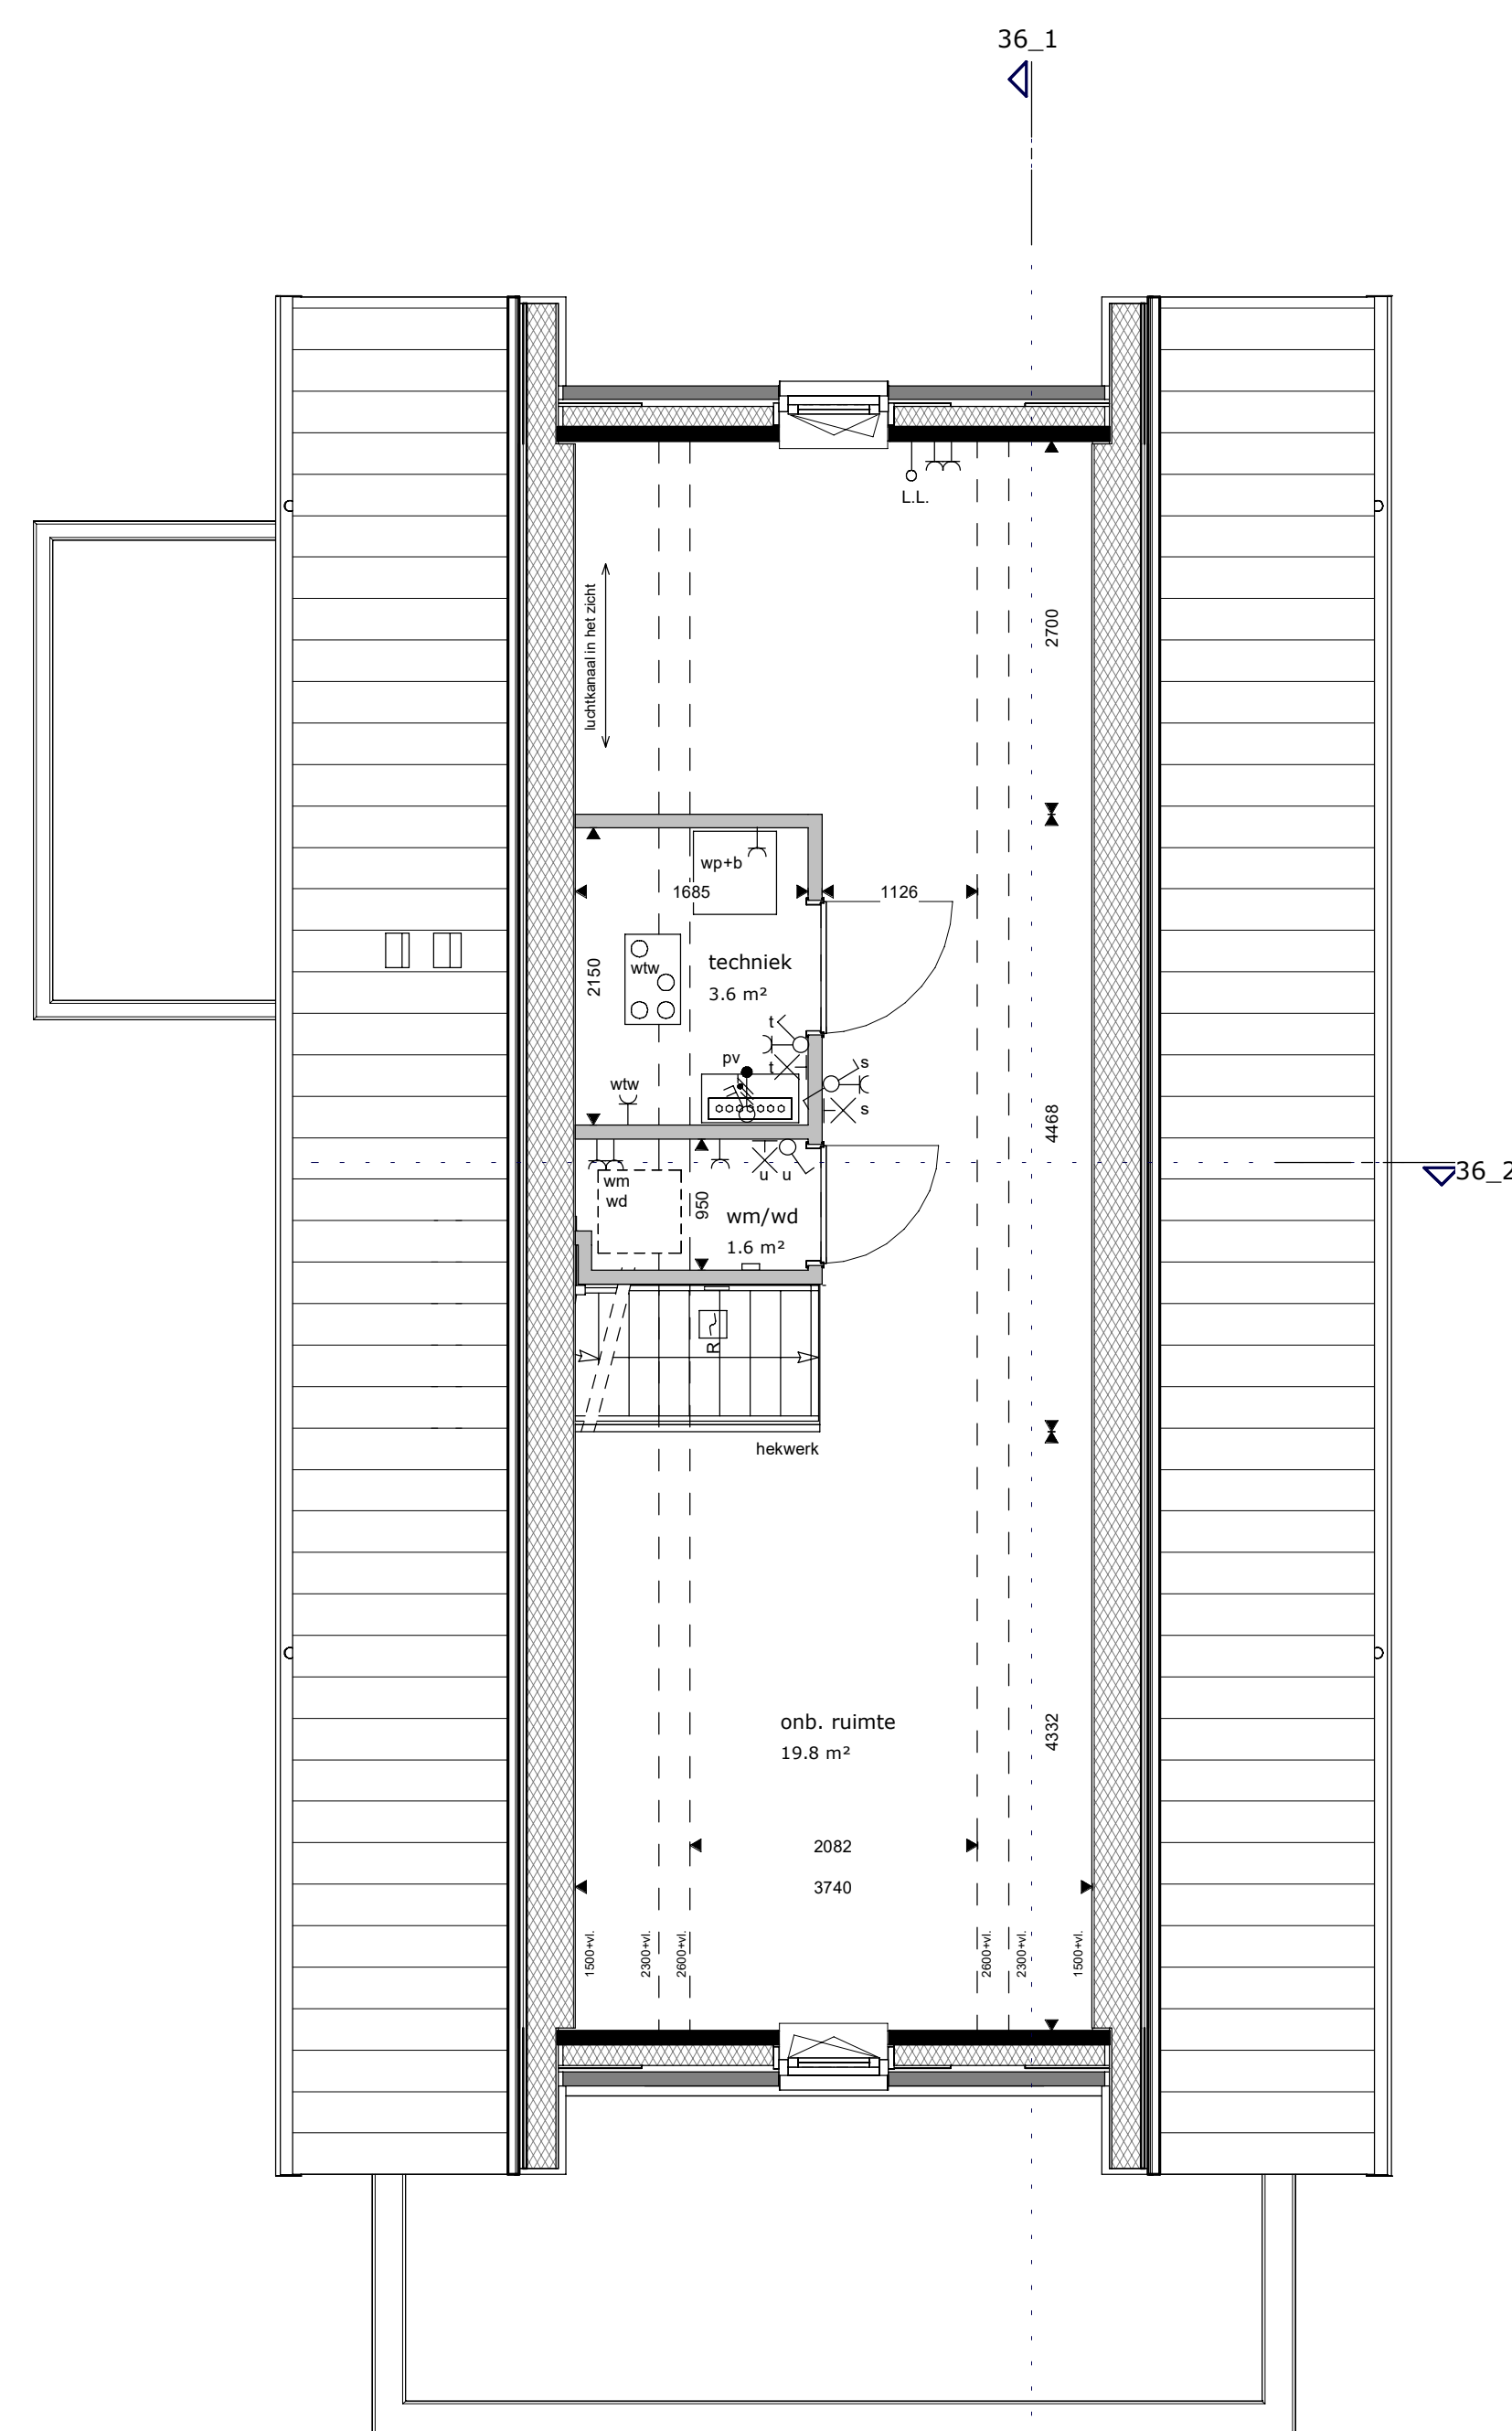 36_1
L.L.
luchtkanaal in het zicht
2700
wp+b
1685
1126
techniek
3.6 m²
wtw
2150
t
pv
t
s
wtw
s
4468
u u
36_2
wm
wd
950
wm/wd
1.6 m²
R
hekwerk
onb. ruimte
19.8 m²
4332
2082
3740
1500+vl.
2300+vl.
2600+vl.
2600+vl.
2300+vl.
1500+vl.